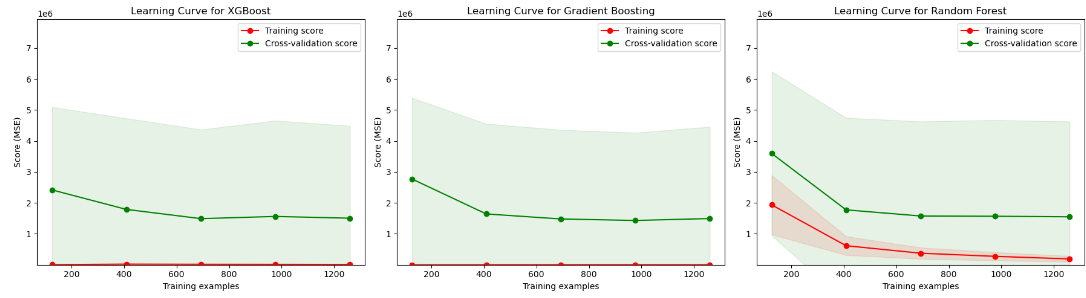 Learning Curve for XGBoost
1e6
Training score
Cross-validation score
7
6
5
4
3
2
1
Score (MSE)
200 400 600 800 1000 1200
Training examples
Learning Curve for Gradient Boosting
1e6
Training score
Cross-validation score
7
6
5
4
3
2
1
Score (MSE)
200 400 600 800 1000 1200
Training examples
Learning Curve for Random Forest
1e6
Training score
Cross-validation score
7
6
5
4
3
2
1
Score (MSE)
200 400 600 800 1000 1200
Training examples